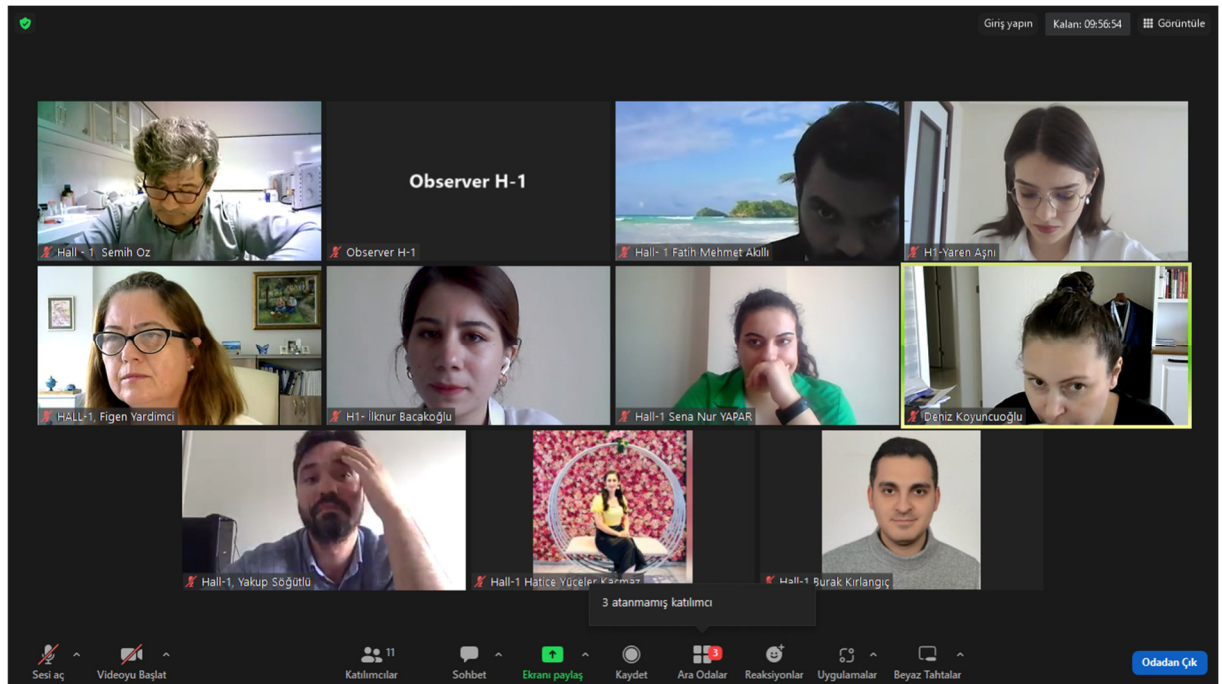 Giriş yapın
Kalan: 09:56:54
Görüntüle
Hall - 1 Semih Oz
Observer H-1
Observer H-1
Hall- 1 Fatih Mehmet Akıllı
H1-Yaren Aşnı
HALL-1, Figen Yardimci
H1- İlknur Bacakoğlu
Hall-1 Sena Nur YAPAR
Deniz Koyuncuoğlu
Hall-1, Yakup Söğütlü
Hall-1 Hatice Yüceler Kaçmaz
Hall-1 Burak Kırlangıç
3 atanmamış katılımcı
Sesi aç
Videoyu Başlat
11
Katılımcılar
Sohbet
Ekranı paylaş
Kaydet
3
Ara Odalar
Reaksiyonlar
Uygulamalar
Beyaz Tahtalar
Odadan Çık